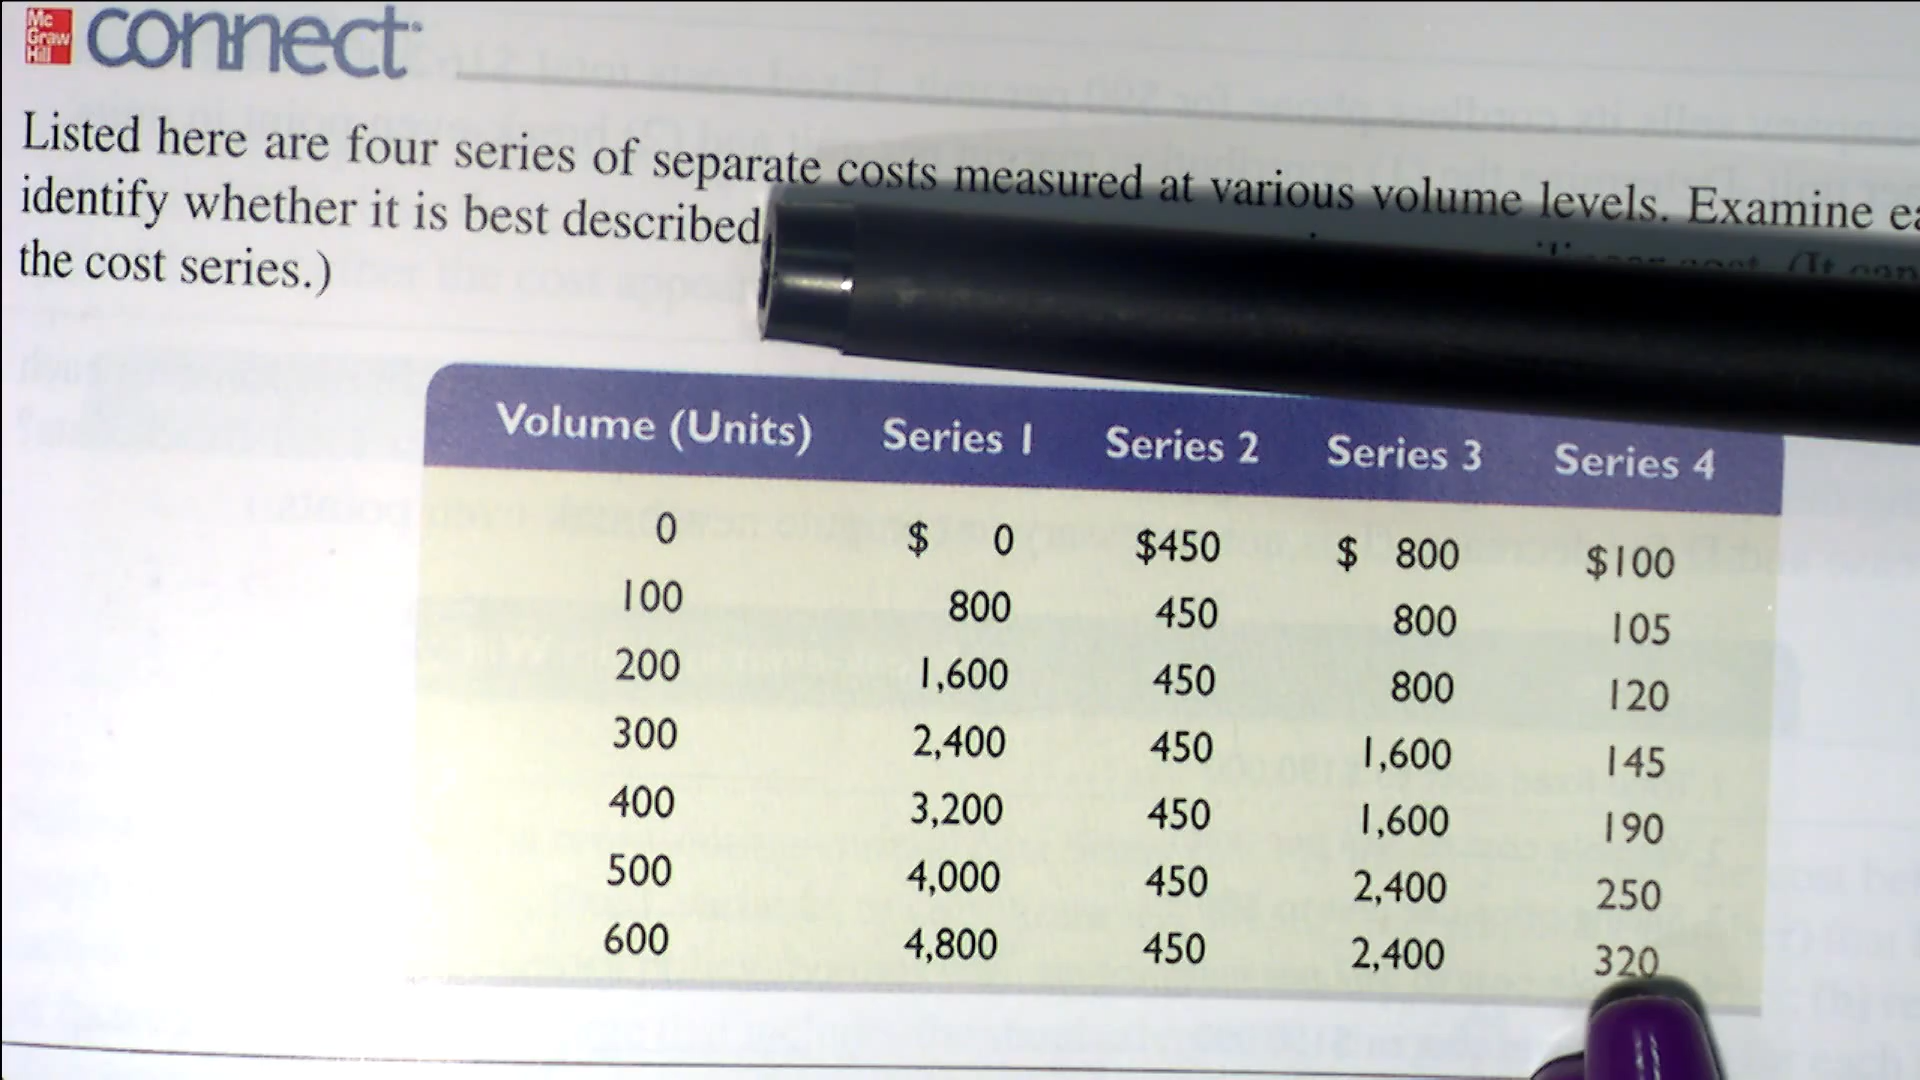 Mc
Graw
Hill
connect
Listed here are four series of separate costs measured at various volume levels. Examine
identify whether it is best described
the cost series.)
Volume (Units) Series 1 Series 2 Series 3 Series 4
0 $ 0 $450 $ 800 $100
100 800 450 800 105
200 1,600 450 800 120
300 2,400 450 1,600 145
400 3,200 450 1,600 190
500 4,000 450 2,400 250
600 4,800 450 2,400 320